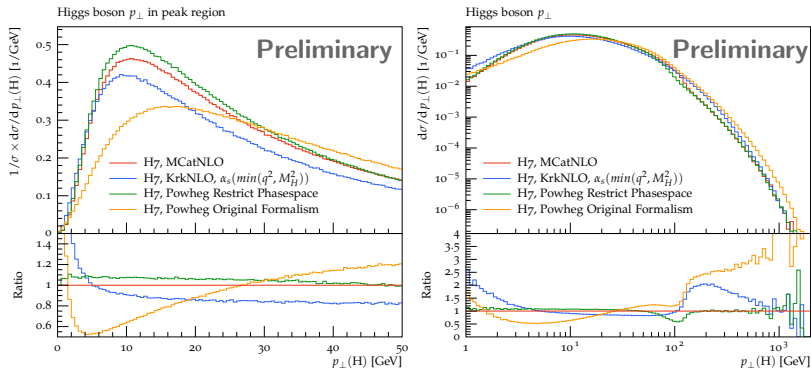 Higgs boson p⊥ in peak region
Preliminary
1/σ × dσ/dp⊥(H) [1/GeV]
0.5
0.4
0.3
0.2
0.1
0
H7, MCatNLO
H7, KrkNLO, αs(min(q², M²H))
H7, Powheg Restrict Phasespace
H7, Powheg Original Formalism
Ratio
1.4
1.2
1
0.8
0.6
0 10 20 30 40 50
p⊥(H) [GeV]
Higgs boson p⊥
Preliminary
dσ/dp⊥(H) [1/GeV]
10⁻¹
10⁻²
10⁻³
10⁻⁴
10⁻⁵
10⁻⁶
H7, MCatNLO
H7, KrkNLO, αs(min(q², M²H))
H7, Powheg Restrict Phasespace
H7, Powheg Original Formalism
Ratio
4
3.5
3
2.5
2
1.5
1
0.5
0
1 10¹ 10² 10³
p⊥(H) [GeV]